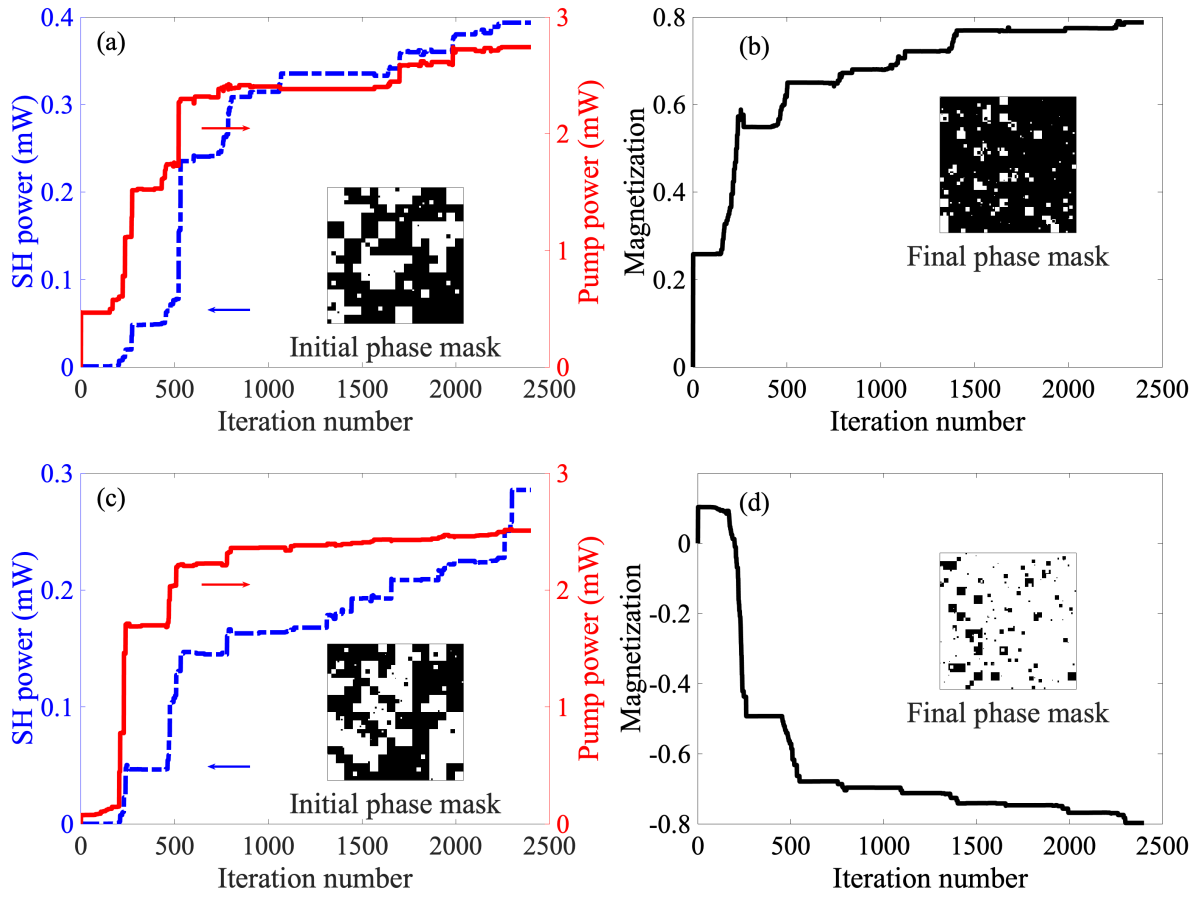 (a)
SH power (mW)
0.4
0.3
0.2
0.1
0
Pump power (mW)
3
2
1
0
Initial phase mask
0 500 1000 1500 2000 2500
Iteration number
(b)
Magnetization
0.8
0.6
0.4
0.2
0
Final phase mask
0 500 1000 1500 2000 2500
Iteration number
(c)
SH power (mW)
0.3
0.2
0.1
0
Pump power (mW)
3
2
1
0
Initial phase mask
0 500 1000 1500 2000 2500
Iteration number
(d)
Magnetization
0
-0.2
-0.4
-0.6
-0.8
Final phase mask
0 500 1000 1500 2000 2500
Iteration number